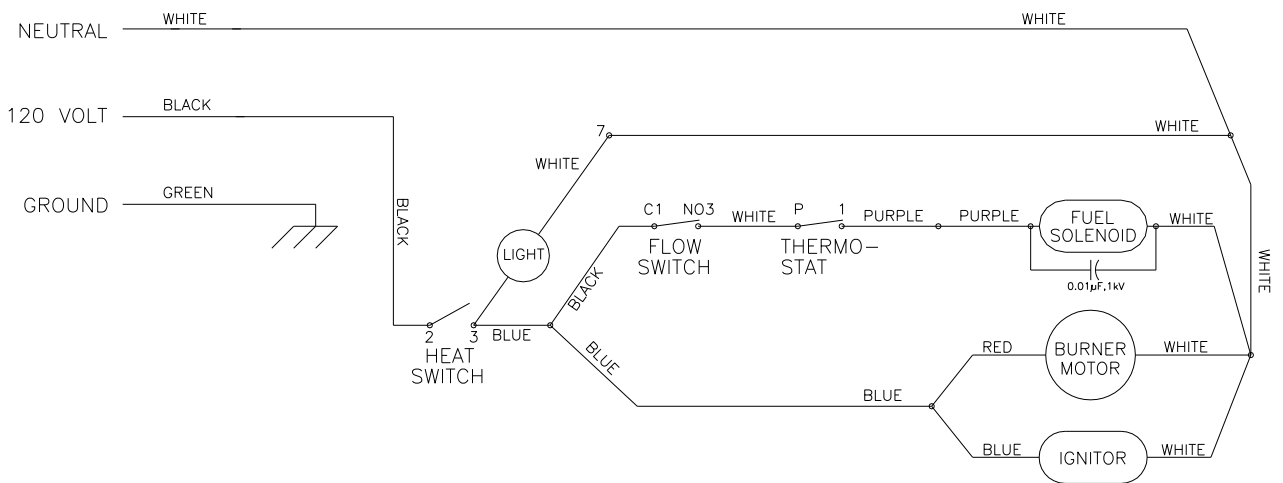 NEUTRAL
WHITE
WHITE
120 VOLT
BLACK
GROUND
GREEN
BLACK
7
WHITE
WHITE
LIGHT
2
3
HEAT
SWITCH
BLUE
BLACK
BLUE
C1
NO3
FLOW
SWITCH
WHITE
P
1
THERMO-
STAT
PURPLE
PURPLE
FUEL
SOLENOID
WHITE
0.01µF,1kV
WHITE
BLUE
RED
BURNER
MOTOR
WHITE
BLUE
IGNITOR
WHITE